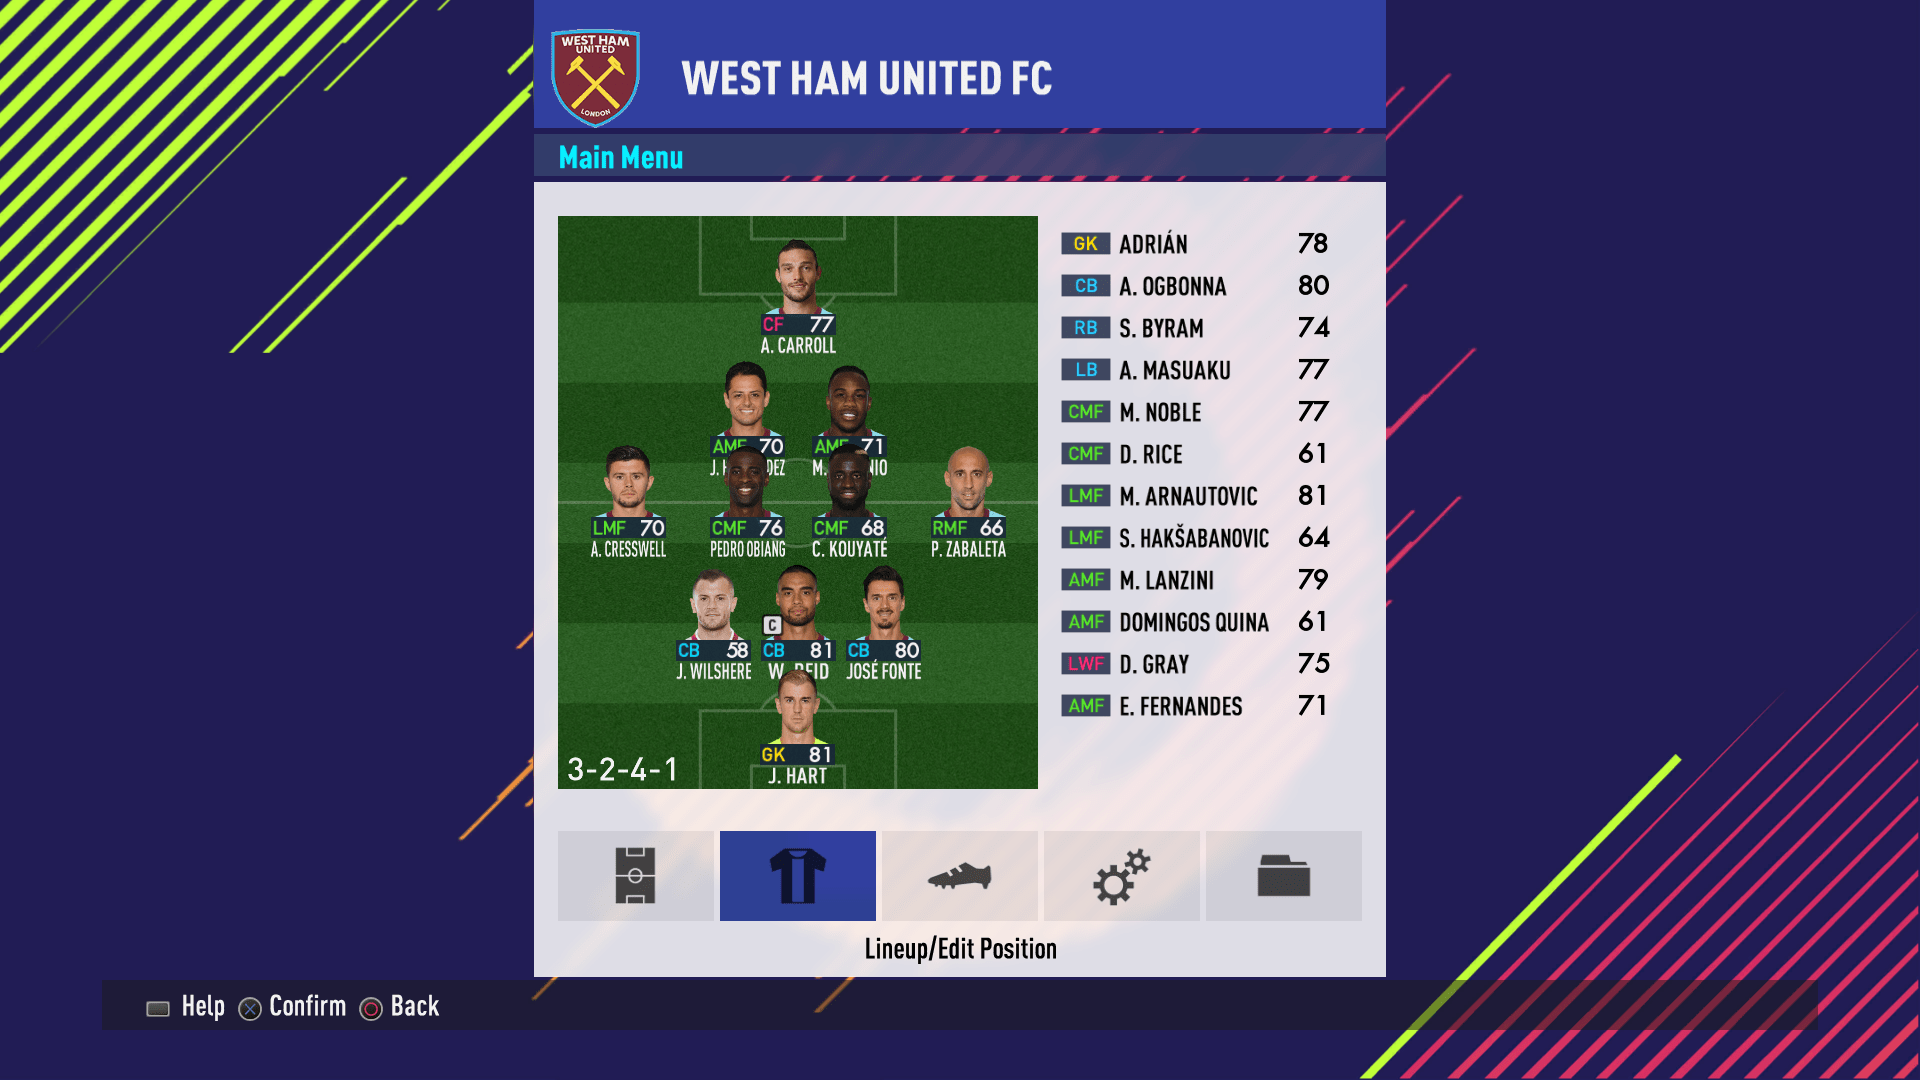 WEST HAM
UNITED
LONDON
WEST HAM UNITED FC
Main Menu
CF 77
A. CARROLL
AMF 70
AMF 71
LMF 70
A. CRESSWELL
CMF 76
PEDRO OBIANG
CMF 68
C. KOUYATÉ
RMF 66
P. ZABALETA
CB 58
J. WILSHERE
C
CB 81
W. REID
CB 80
JOSÉ FONTE
GK 81
J. HART
3-2-4-1
GK ADRIÁN 78
CB A. OGBONNA 80
RB S. BYRAM 74
LB A. MASUAKU 77
CMF M. NOBLE 77
CMF D. RICE 61
LMF M. ARNAUTOVIC 81
LMF S. HAKŠABANOVIC 64
AMF M. LANZINI 79
AMF DOMINGOS QUINA 61
LWF D. GRAY 75
AMF E. FERNANDES 71
Lineup/Edit Position
Help Confirm Back